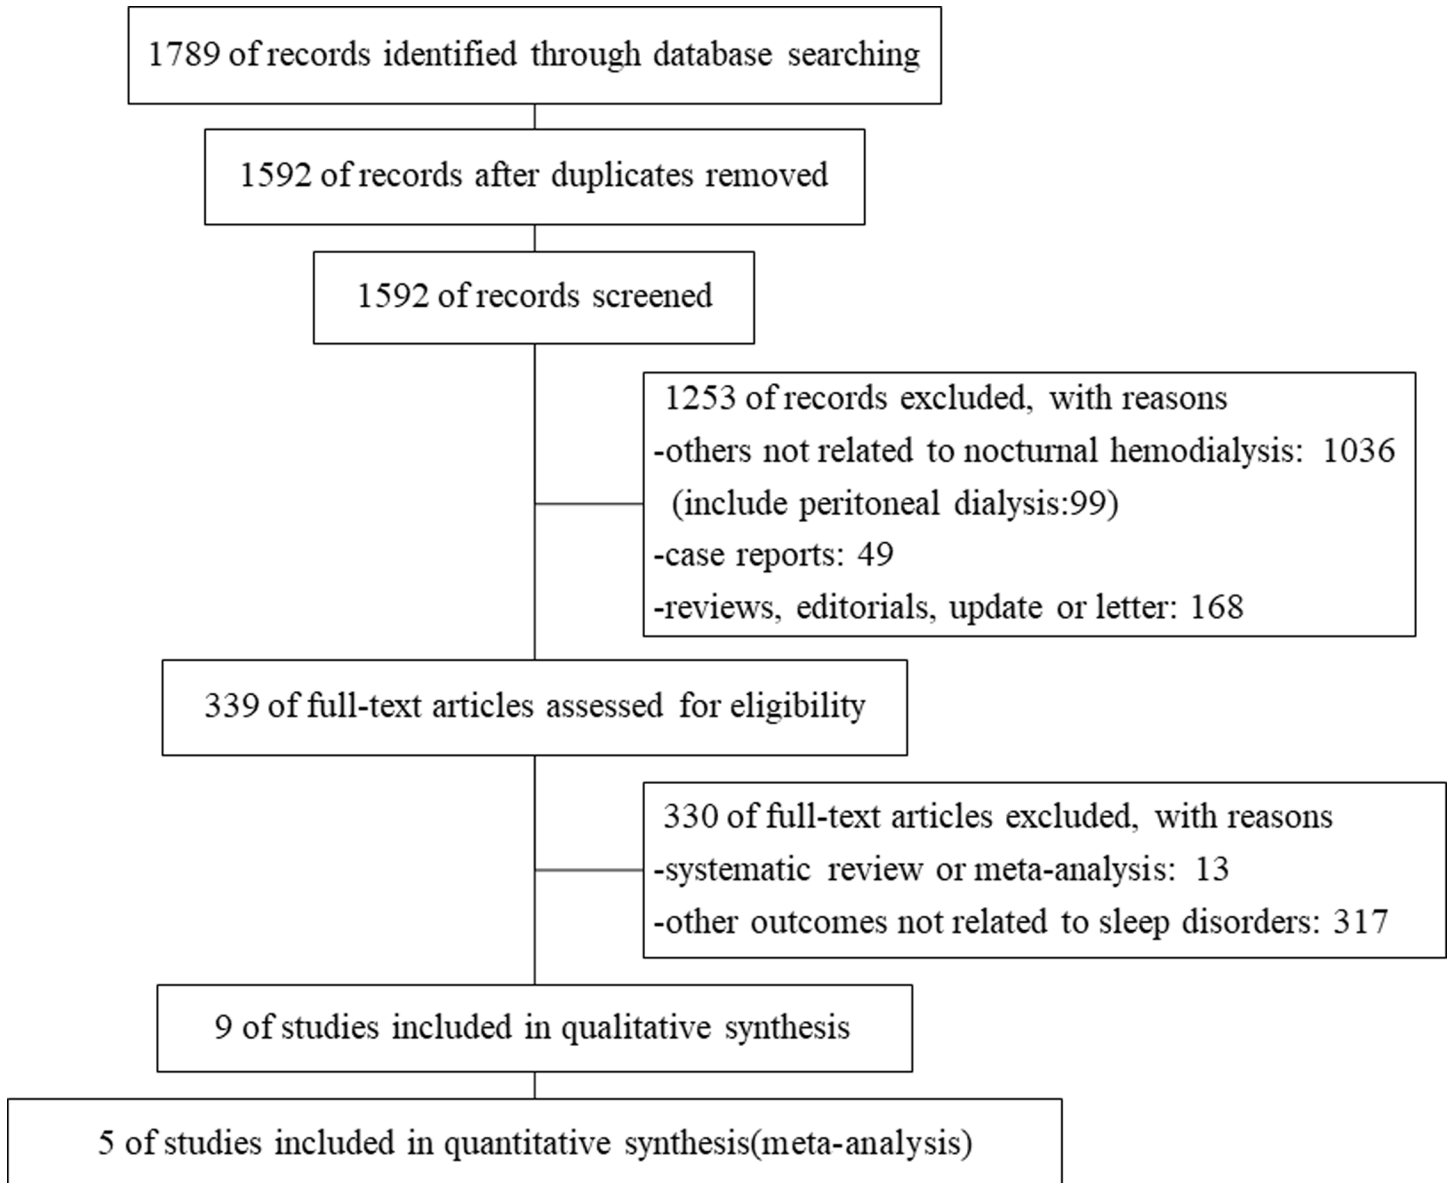 1789 of records identified through database searching
1592 of records after duplicates removed
1592 of records screened
1253 of records excluded, with reasons
-others not related to nocturnal hemodialysis: 1036
(include peritoneal dialysis:99)
-case reports: 49
-reviews, editorials, update or letter: 168
339 of full-text articles assessed for eligibility
330 of full-text articles excluded, with reasons
-systematic review or meta-analysis: 13
-other outcomes not related to sleep disorders: 317
9 of studies included in qualitative synthesis
5 of studies included in quantitative synthesis(meta-analysis)